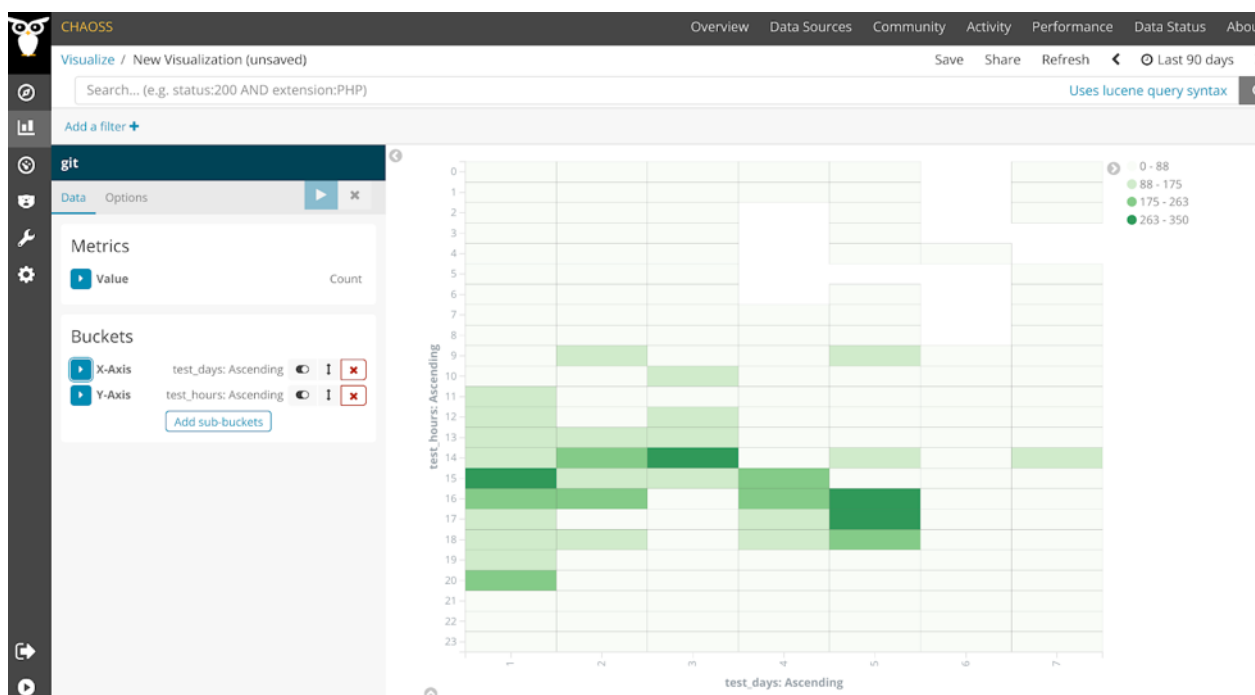 CHAOSS Overview Data Sources Community Activity Performance Data Status
Visualize / New Visualization (unsaved) Save Share Refresh Last 90 days
Search... (e.g. status:200 AND extension:PHP) Uses lucene query syntax
Add a filter +
git
Data Options
Metrics
Value Count
Buckets
X-Axis test_days: Ascending
Y-Axis test_hours: Ascending
Add sub-buckets
test_hours: Ascending
0
1
2
3
4
5
6
7
8
9
10
11
12
13
14
15
16
17
18
19
20
21
22
23
1 2 3 4 5 6 7
test_days: Ascending
0 - 88
88 - 175
175 - 263
263 - 350